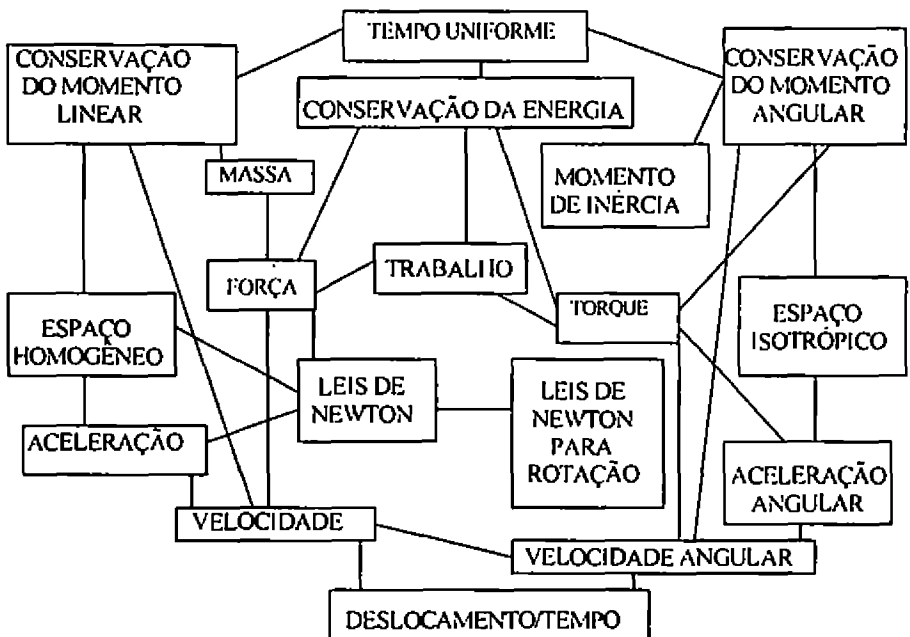 TEMPO UNIFORME
CONSERVAÇÃO
DO MOMENTO
LINEAR
CONSERVAÇÃO
DO MOMENTO
ANGULAR
CONSERVAÇÃO DA ENERGIA
MASSA
MOMENTO
DE INÉRCIA
FORÇA
TRABALHO
TORQUE
ESPAÇO
HOMOGÊNEO
ESPAÇO
ISOTRÓPICO
LEIS DE
NEWTON
LEIS DE
NEWTON
PARA
ROTAÇÃO
ACELERAÇÃO
ACELERAÇÃO
ANGULAR
VELOCIDADE
VELOCIDADE ANGULAR
DESLOCAMENTO/TEMPO